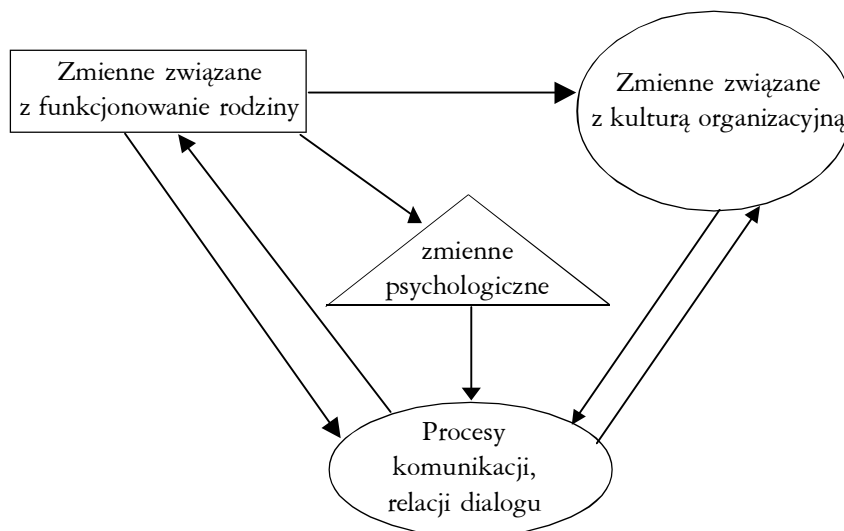 Zmienne związane
z funkcjonowanie rodziny
Zmienne związane
z kulturą organizacyjną
zmienne
psychologiczne
Procesy
komunikacji,
relacji dialogu